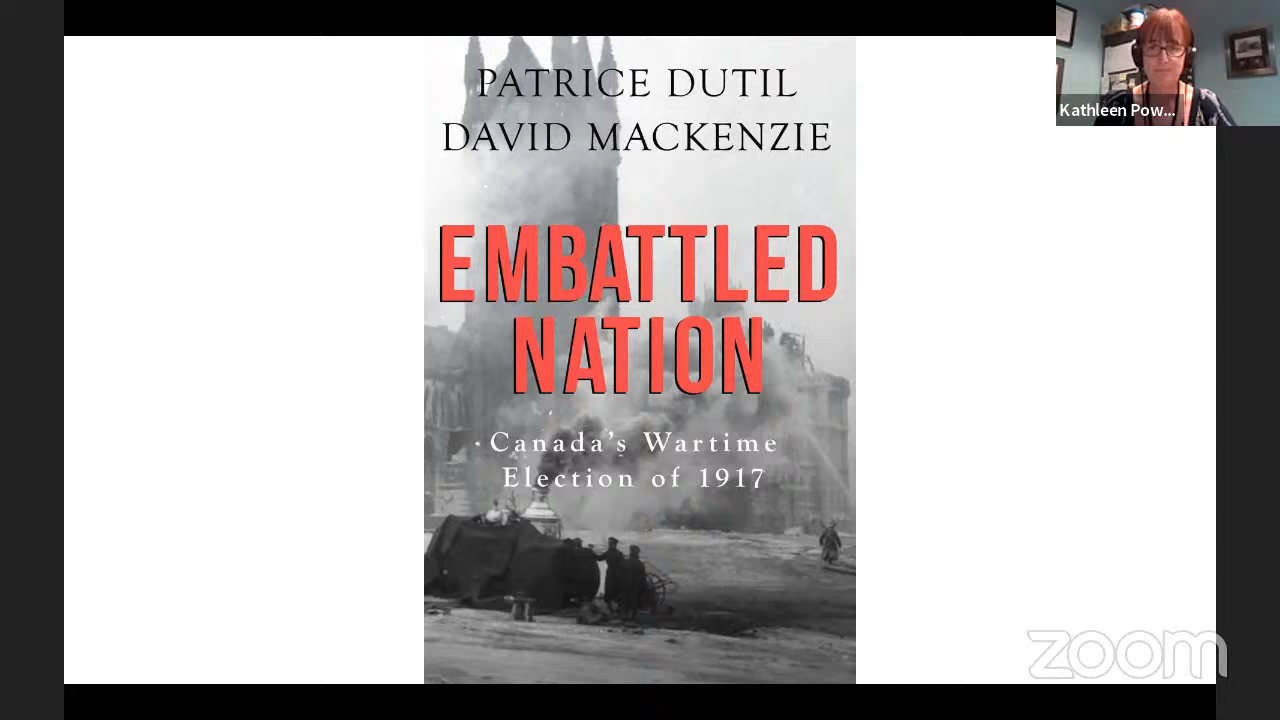 PATRICE DUTIL
DAVID MACKENZIE
EMBATTLED
NATION
Canada's Wartime
Election of 1917
Kathleen Pow...
zoom